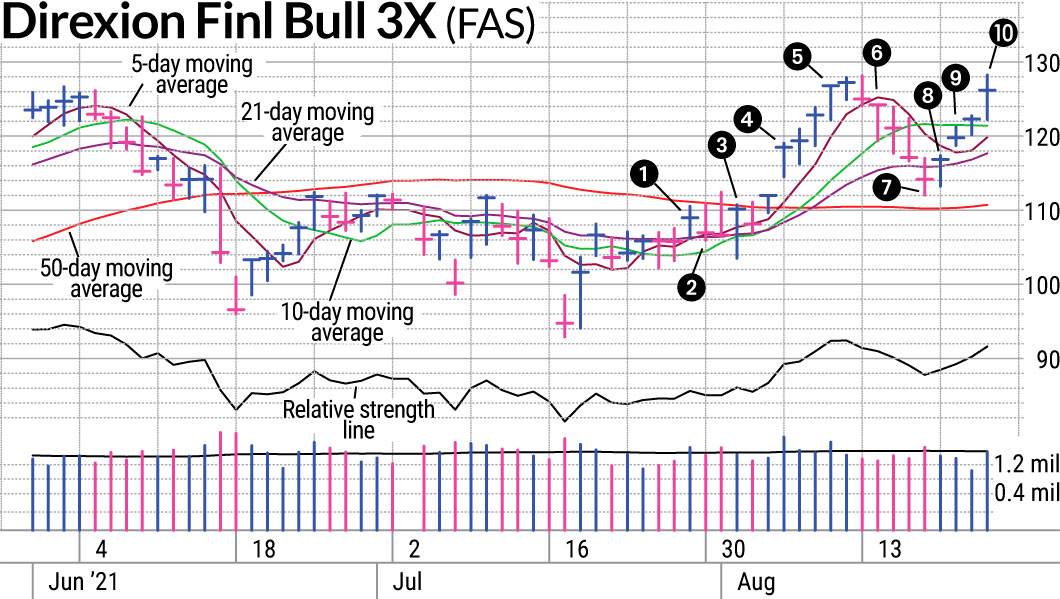 Direxion Finl Bull 3X (FAS)
10
130
5
6
5-day moving
average
9
8
21-day moving
average
4
120
3
1
7
110
50-day moving
average
2
100
10-day moving
average
90
Relative strength
line
1.2 mil
0.4 mil
4
18
2
16
30
13
Jun ’21
Jul
Aug